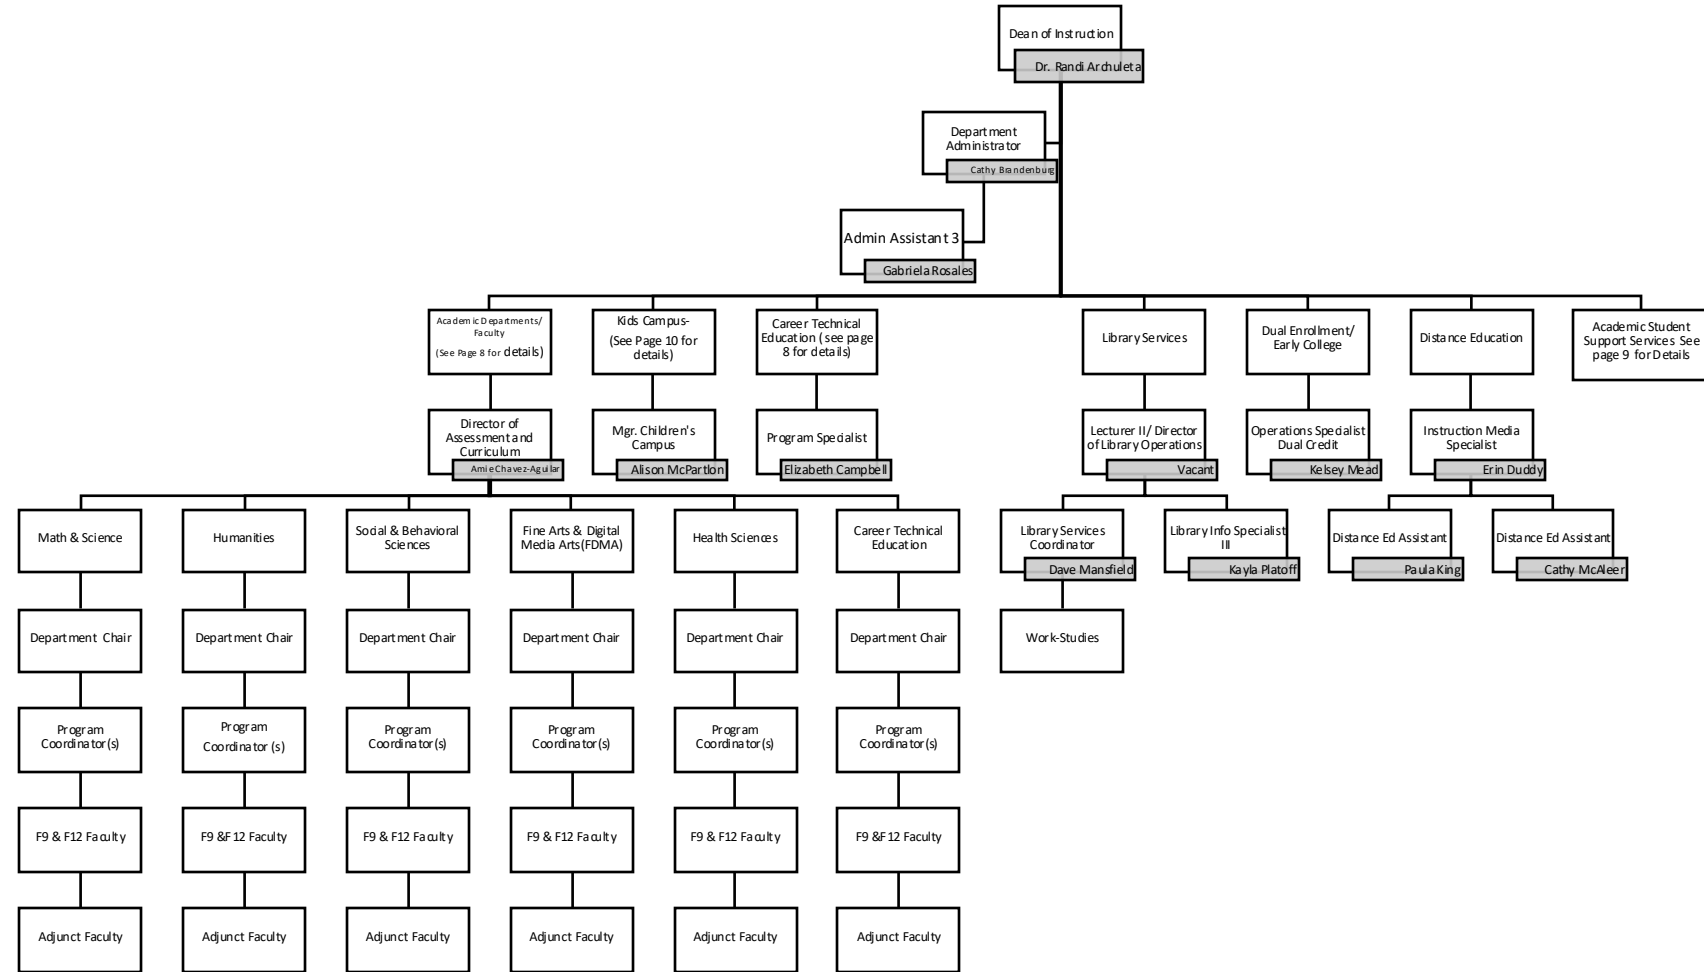 Dean of Instruction
Dr. Randi Archuleta
Department
Administrator
Cathy Brandenburg
Admin Assistant 3
Gabriela Rosales
Academic Departments/
Faculty
(See Page 8 for details)
Kids Campus-
(See Page 10 for
details)
Career Technical
Education ( see page
8 for details)
Library Services
Dual Enrollment/
Early College
Distance Education
Academic Student
Support Services See
page 9 for Details
Director of
Assessment and
Curriculum
Amie Chavez-Aguilar
Mgr. Children's
Campus
Alison McPartlon
Program Specialist
Elizabeth Campbell
Lecturer II/ Director
of Library Operations
Vacant
Operations Specialist
Dual Credit
Kelsey Mead
Instruction Media
Specialist
Erin Duddy
Math & Science
Humanities
Social & Behavioral
Sciences
Fine Arts & Digital
Media Arts(FDMA)
Health Sciences
Career Technical
Education
Library Services
Coordinator
Dave Mansfield
Library Info Specialist
III
Kayla Platoff
Distance Ed Assistant
Paula King
Distance Ed Assistant
Cathy McAleer
Department Chair
Department Chair
Department Chair
Department Chair
Department Chair
Department Chair
Work-Studies
Program
Coordinator(s)
Program
Coordinator (s)
Program
Coordinator(s)
Program
Coordinator(s)
Program
Coordinator(s)
Program
Coordinator(s)
F9 & F12 Faculty
F9 &F12 Faculty
F9 & F12 Faculty
F9 & F12 Faculty
F9 & F12 Faculty
F9 &F12 Faculty
Adjunct Faculty
Adjunct Faculty
Adjunct Faculty
Adjunct Faculty
Adjunct Faculty
Adjunct Faculty